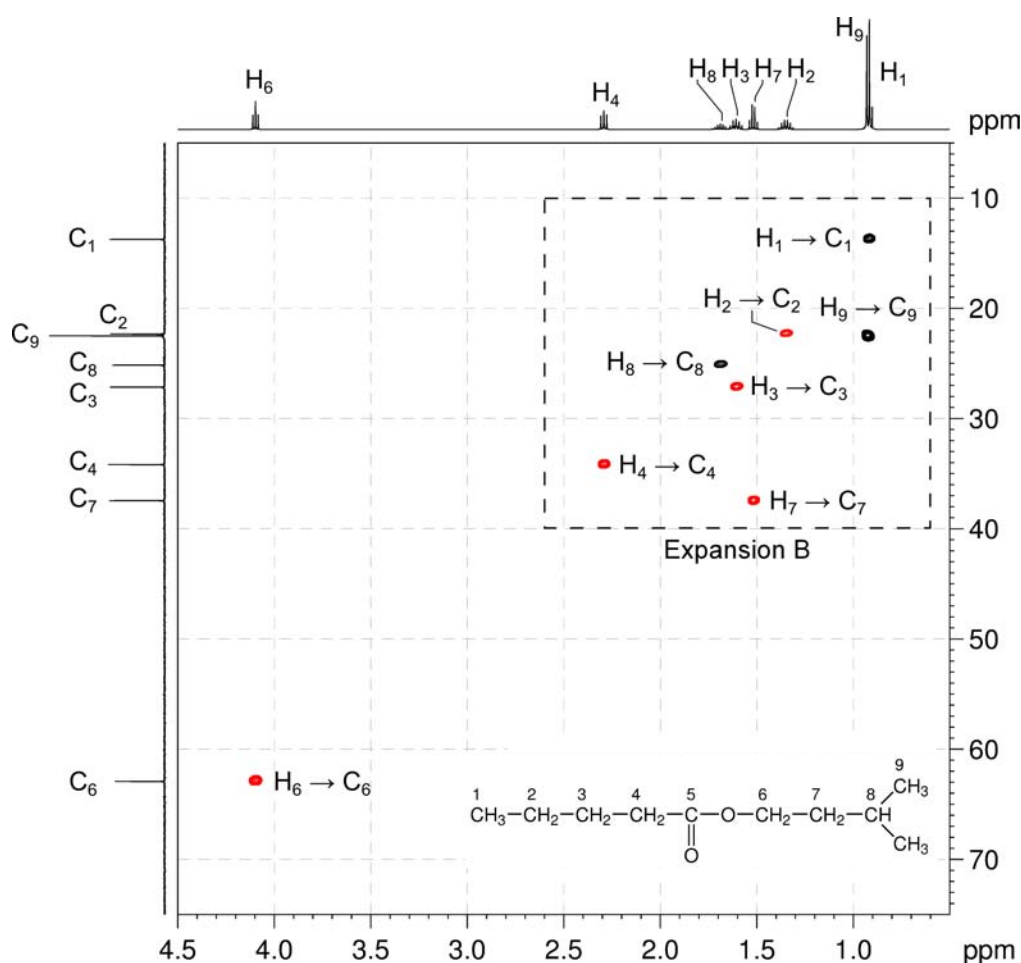 H₉
H₆
H₈ H₃ H₇ H₂
H₁
H₄
ppm
10
C₁
H₁ → C₁
20
H₂ → C₂
H₉ → C₉
C₂
C₉
C₈
H₈ → C₈
C₃
H₃ → C₃
30
C₄
H₄ → C₄
C₇
H₇ → C₇
40
Expansion B
50
60
C₆
H₆ → C₆
1 2 3 4 5 6 7 8 9
CH₃
CH₃–CH₂–CH₂–CH₂–C–O–CH₂–CH₂–CH
CH₃
O
70
4.5 4.0 3.5 3.0 2.5 2.0 1.5 1.0 ppm